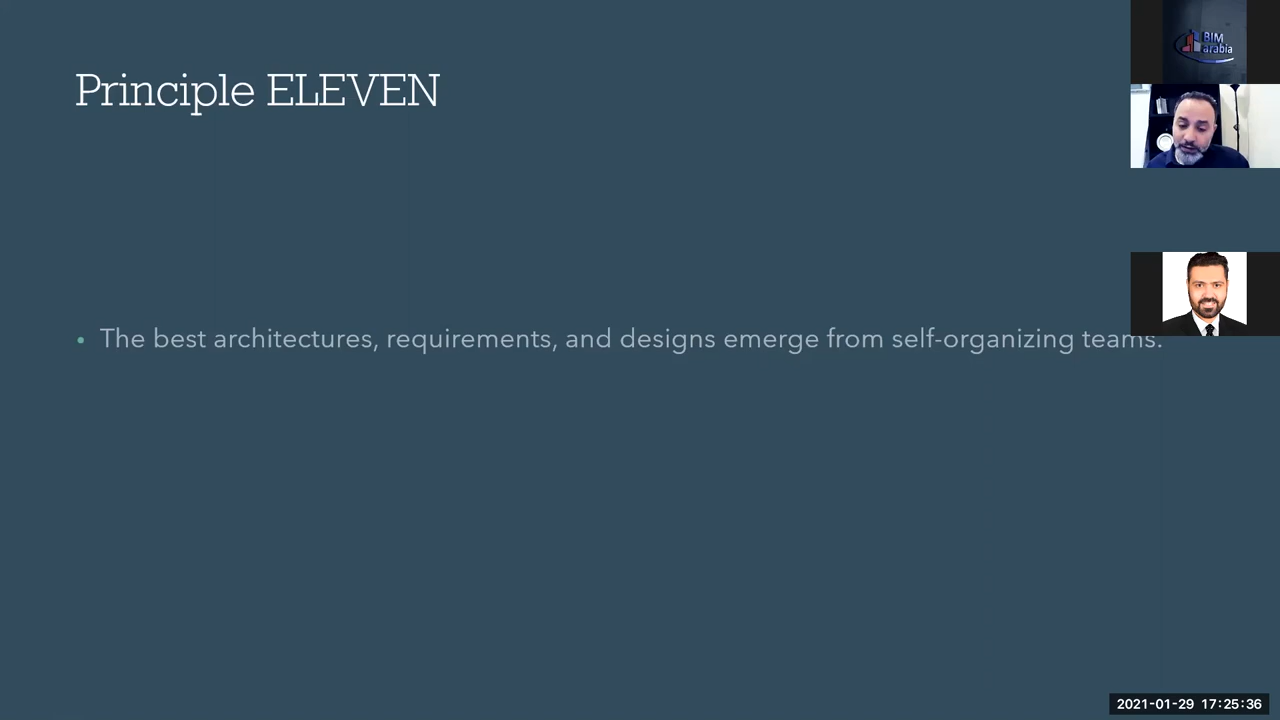 Principle ELEVEN
BIM
arabia
• The best architectures, requirements, and designs emerge from self-organizing teams.
2021-01-29 17:25:36